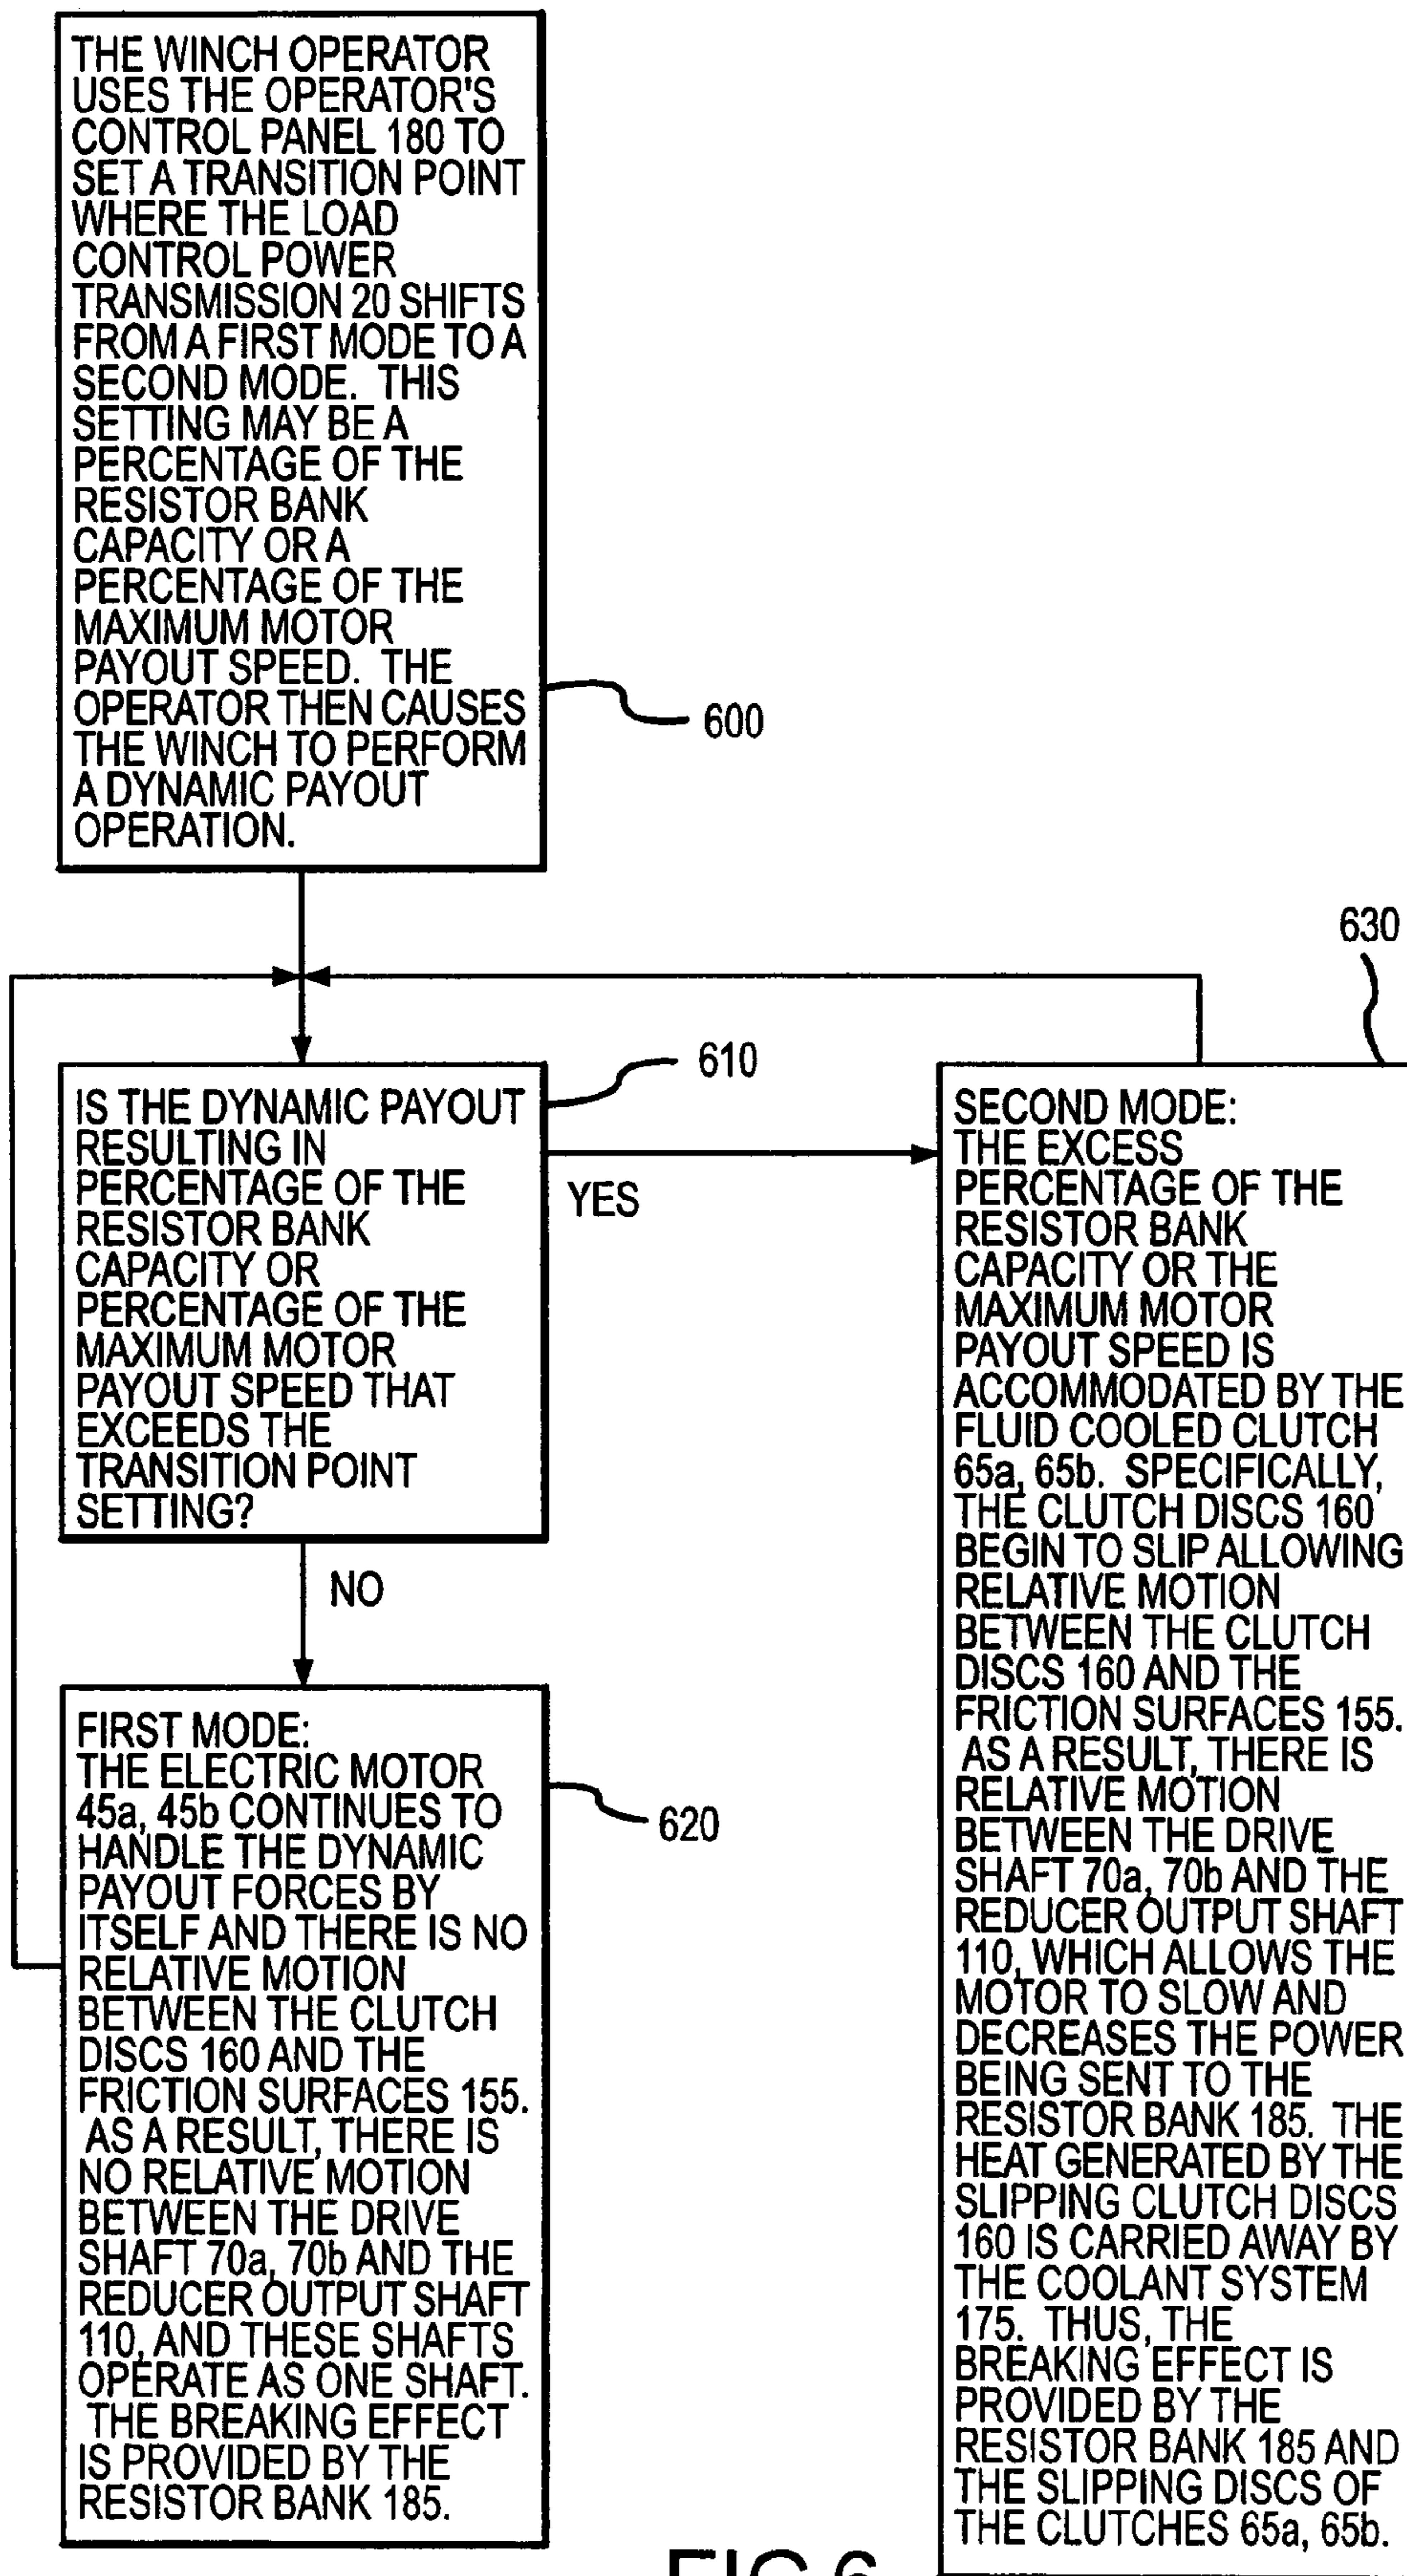 THE WINCH OPERATOR
USES THE OPERATOR'S
CONTROL PANEL 180 TO
SET A TRANSITION POINT
WHERE THE LOAD
CONTROL POWER
TRANSMISSION 20 SHIFTS
FROM A FIRST MODE TO A
SECOND MODE. THIS
SETTING MAY BE A
PERCENTAGE OF THE
RESISTOR BANK
CAPACITY OR A
PERCENTAGE OF THE
MAXIMUM MOTOR
PAYOUT SPEED. THE
OPERATOR THEN CAUSES
THE WINCH TO PERFORM
A DYNAMIC PAYOUT
OPERATION.
600
610
IS THE DYNAMIC PAYOUT
RESULTING IN
PERCENTAGE OF THE
RESISTOR BANK
CAPACITY OR
PERCENTAGE OF THE
MAXIMUM MOTOR
PAYOUT SPEED THAT
EXCEEDS THE
TRANSITION POINT
SETTING?
YES
NO
FIRST MODE:
THE ELECTRIC MOTOR
45a, 45b CONTINUES TO
HANDLE THE DYNAMIC
PAYOUT FORCES BY
ITSELF AND THERE IS NO
RELATIVE MOTION
BETWEEN THE CLUTCH
DISCS 160 AND THE
FRICTION SURFACES 155.
AS A RESULT, THERE IS
NO RELATIVE MOTION
BETWEEN THE DRIVE
SHAFT 70a, 70b AND THE
REDUCER OUTPUT SHAFT
110, AND THESE SHAFTS
OPERATE AS ONE SHAFT.
THE BREAKING EFFECT
IS PROVIDED BY THE
RESISTOR BANK 185.
620
630
SECOND MODE:
THE EXCESS
PERCENTAGE OF THE
RESISTOR BANK
CAPACITY OR THE
MAXIMUM MOTOR
PAYOUT SPEED IS
ACCOMMODATED BY THE
FLUID COOLED CLUTCH
65a, 65b. SPECIFICALLY,
THE CLUTCH DISCS 160
BEGIN TO SLIP ALLOWING
RELATIVE MOTION
BETWEEN THE CLUTCH
DISCS 160 AND THE
FRICTION SURFACES 155.
AS A RESULT, THERE IS
RELATIVE MOTION
BETWEEN THE DRIVE
SHAFT 70a, 70b AND THE
REDUCER OUTPUT SHAFT
110, WHICH ALLOWS THE
MOTOR TO SLOW AND
DECREASES THE POWER
BEING SENT TO THE
RESISTOR BANK 185. THE
HEAT GENERATED BY THE
SLIPPING CLUTCH DISCS
160 IS CARRIED AWAY BY
THE COOLANT SYSTEM
175. THUS, THE
BREAKING EFFECT IS
PROVIDED BY THE
RESISTOR BANK 185 AND
THE SLIPPING DISCS OF
THE CLUTCHES 65a, 65b.
FIG.6